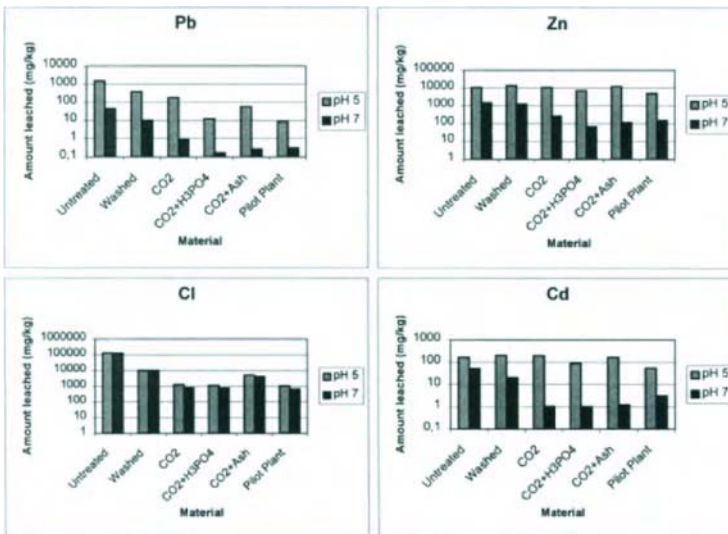 Pb
Amount leached (mg/kg)
10000
1000
100
10
1
0,1
Untreated
Washed
CO2
CO2+H3PO4
CO2+Ash
Pilot Plant
Material
pH 5
pH 7
Zn
Amount leached (mg/kg)
100000
10000
1000
100
10
1
Untreated
Washed
CO2
CO2+H3PO4
CO2+Ash
Pilot Plant
Material
pH 5
pH 7
Cl
Amount leached (mg/kg)
1000000
100000
10000
1000
100
10
1
Untreated
Washed
CO2
CO2+H3PO4
CO2+Ash
Pilot Plant
Material
pH 5
pH 7
Cd
Amount leached (mg/kg)
1000
100
10
1
0,1
Untreated
Washed
CO2
CO2+H3PO4
CO2+Ash
Pilot Plant
Material
pH 5
pH 7